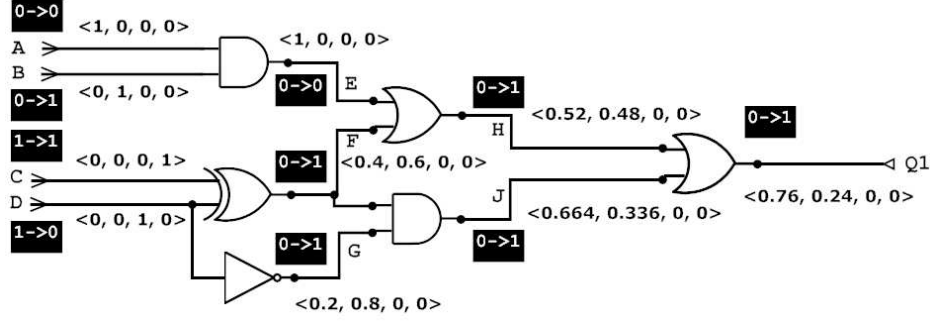 0->0
<1, 0, 0, 0>
A
<1, 0, 0, 0>
B
E
0->0
0->1
<0, 1, 0, 0>
0->1
<0.52, 0.48, 0, 0>
0->1
H
1->1
F
<0, 0, 0, 1>
0->1
<0.4, 0.6, 0, 0>
Q1
C
D
J
<0.76, 0.24, 0, 0>
<0, 0, 1, 0>
<0.664, 0.336, 0, 0>
1->0
0->1
G
0->1
<0.2, 0.8, 0, 0>